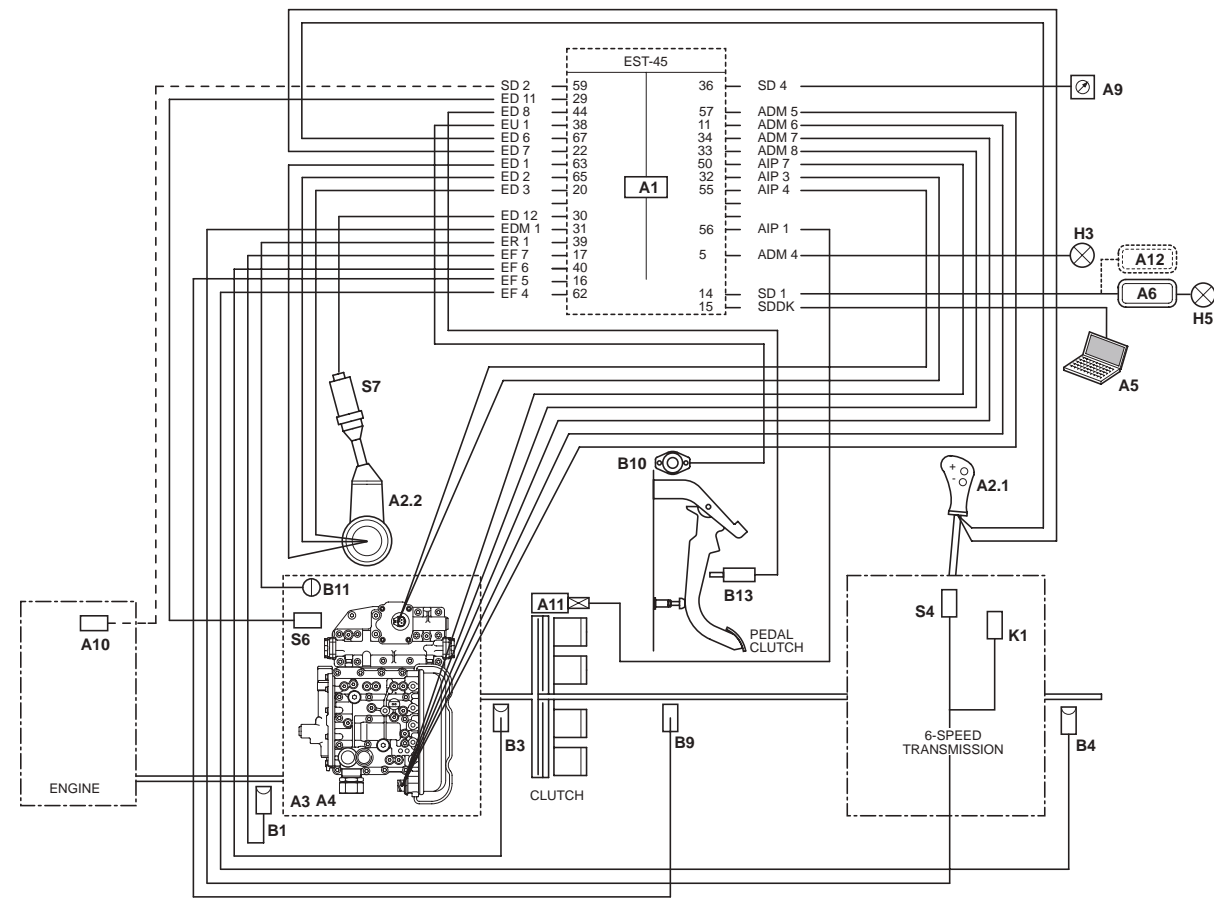 EST-45
SD 2 59 36 SD 4
A9
ED 11 29
ED 8 44 57 ADM 5
EU 1 38 11 ADM 6
ED 6 67 34 ADM 7
ED 7 22 33 ADM 8
ED 1 63 50 AIP 7
ED 2 65 32 AIP 3
ED 3 20 55 AIP 4
A1
ED 12 30
EDM 1 31 56 AIP 1
ER 1 39
EF 7 17 5 ADM 4
EF 6 40
EF 5 16
EF 4 62 14 SD 1
15 SDDK
H3
A12
A6
H5
A5
S7
A2.2
B10
+
-
A2.1
B11
B13
A11
S4
S6
K1
A10
PEDAL
CLUTCH
B3
B9
B4
6-SPEED
TRANSMISSION
ENGINE
A3 A4
CLUTCH
B1